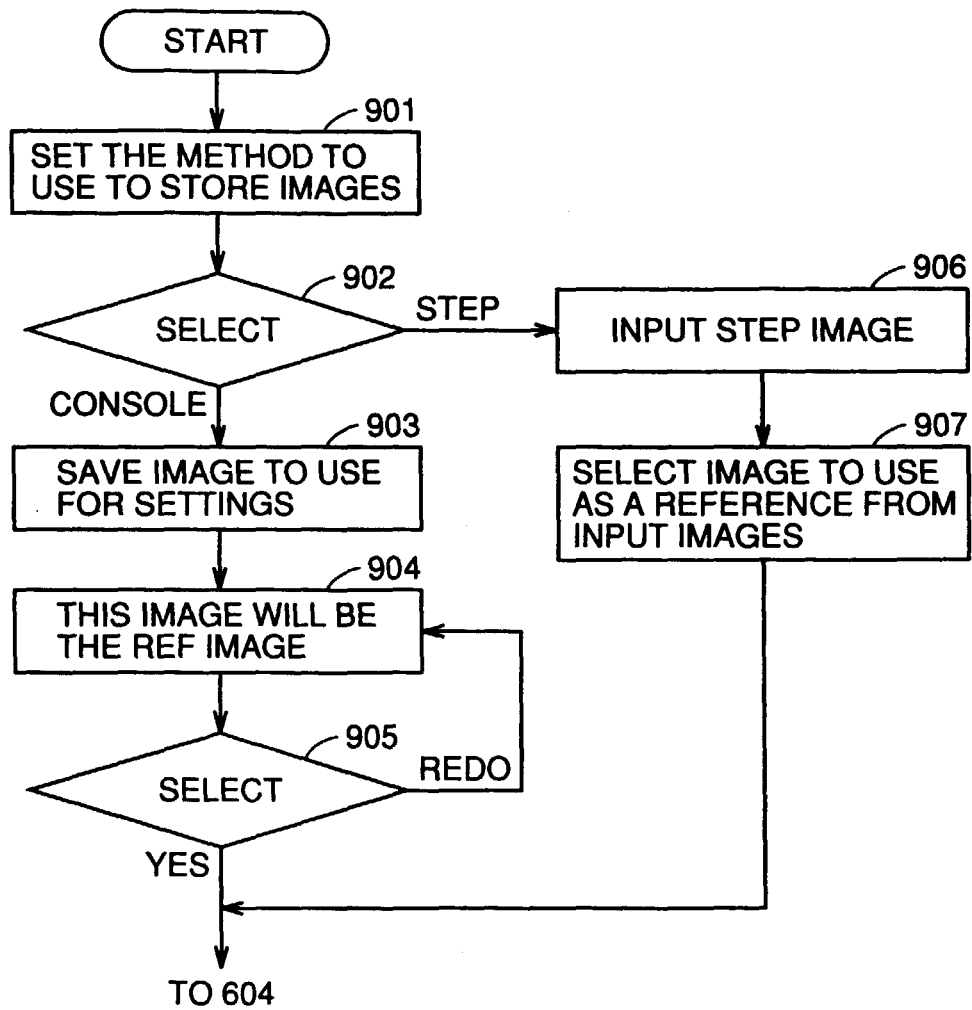 START
901
SET THE METHOD TO
USE TO STORE IMAGES
902
SELECT
STEP
CONSOLE
903
SAVE IMAGE TO USE
FOR SETTINGS
904
THIS IMAGE WILL BE
THE REF IMAGE
905
SELECT
REDO
YES
906
INPUT STEP IMAGE
907
SELECT IMAGE TO USE
AS A REFERENCE FROM
INPUT IMAGES
TO 604